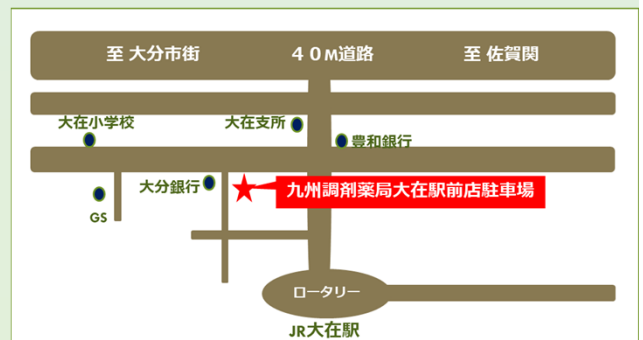 至 大分市街
４０M道路
至 佐賀関
大在小学校
大在支所
豊和銀行
大分銀行
九州調剤薬局大在駅前店駐車場
GS
ロータリー
JR大在駅